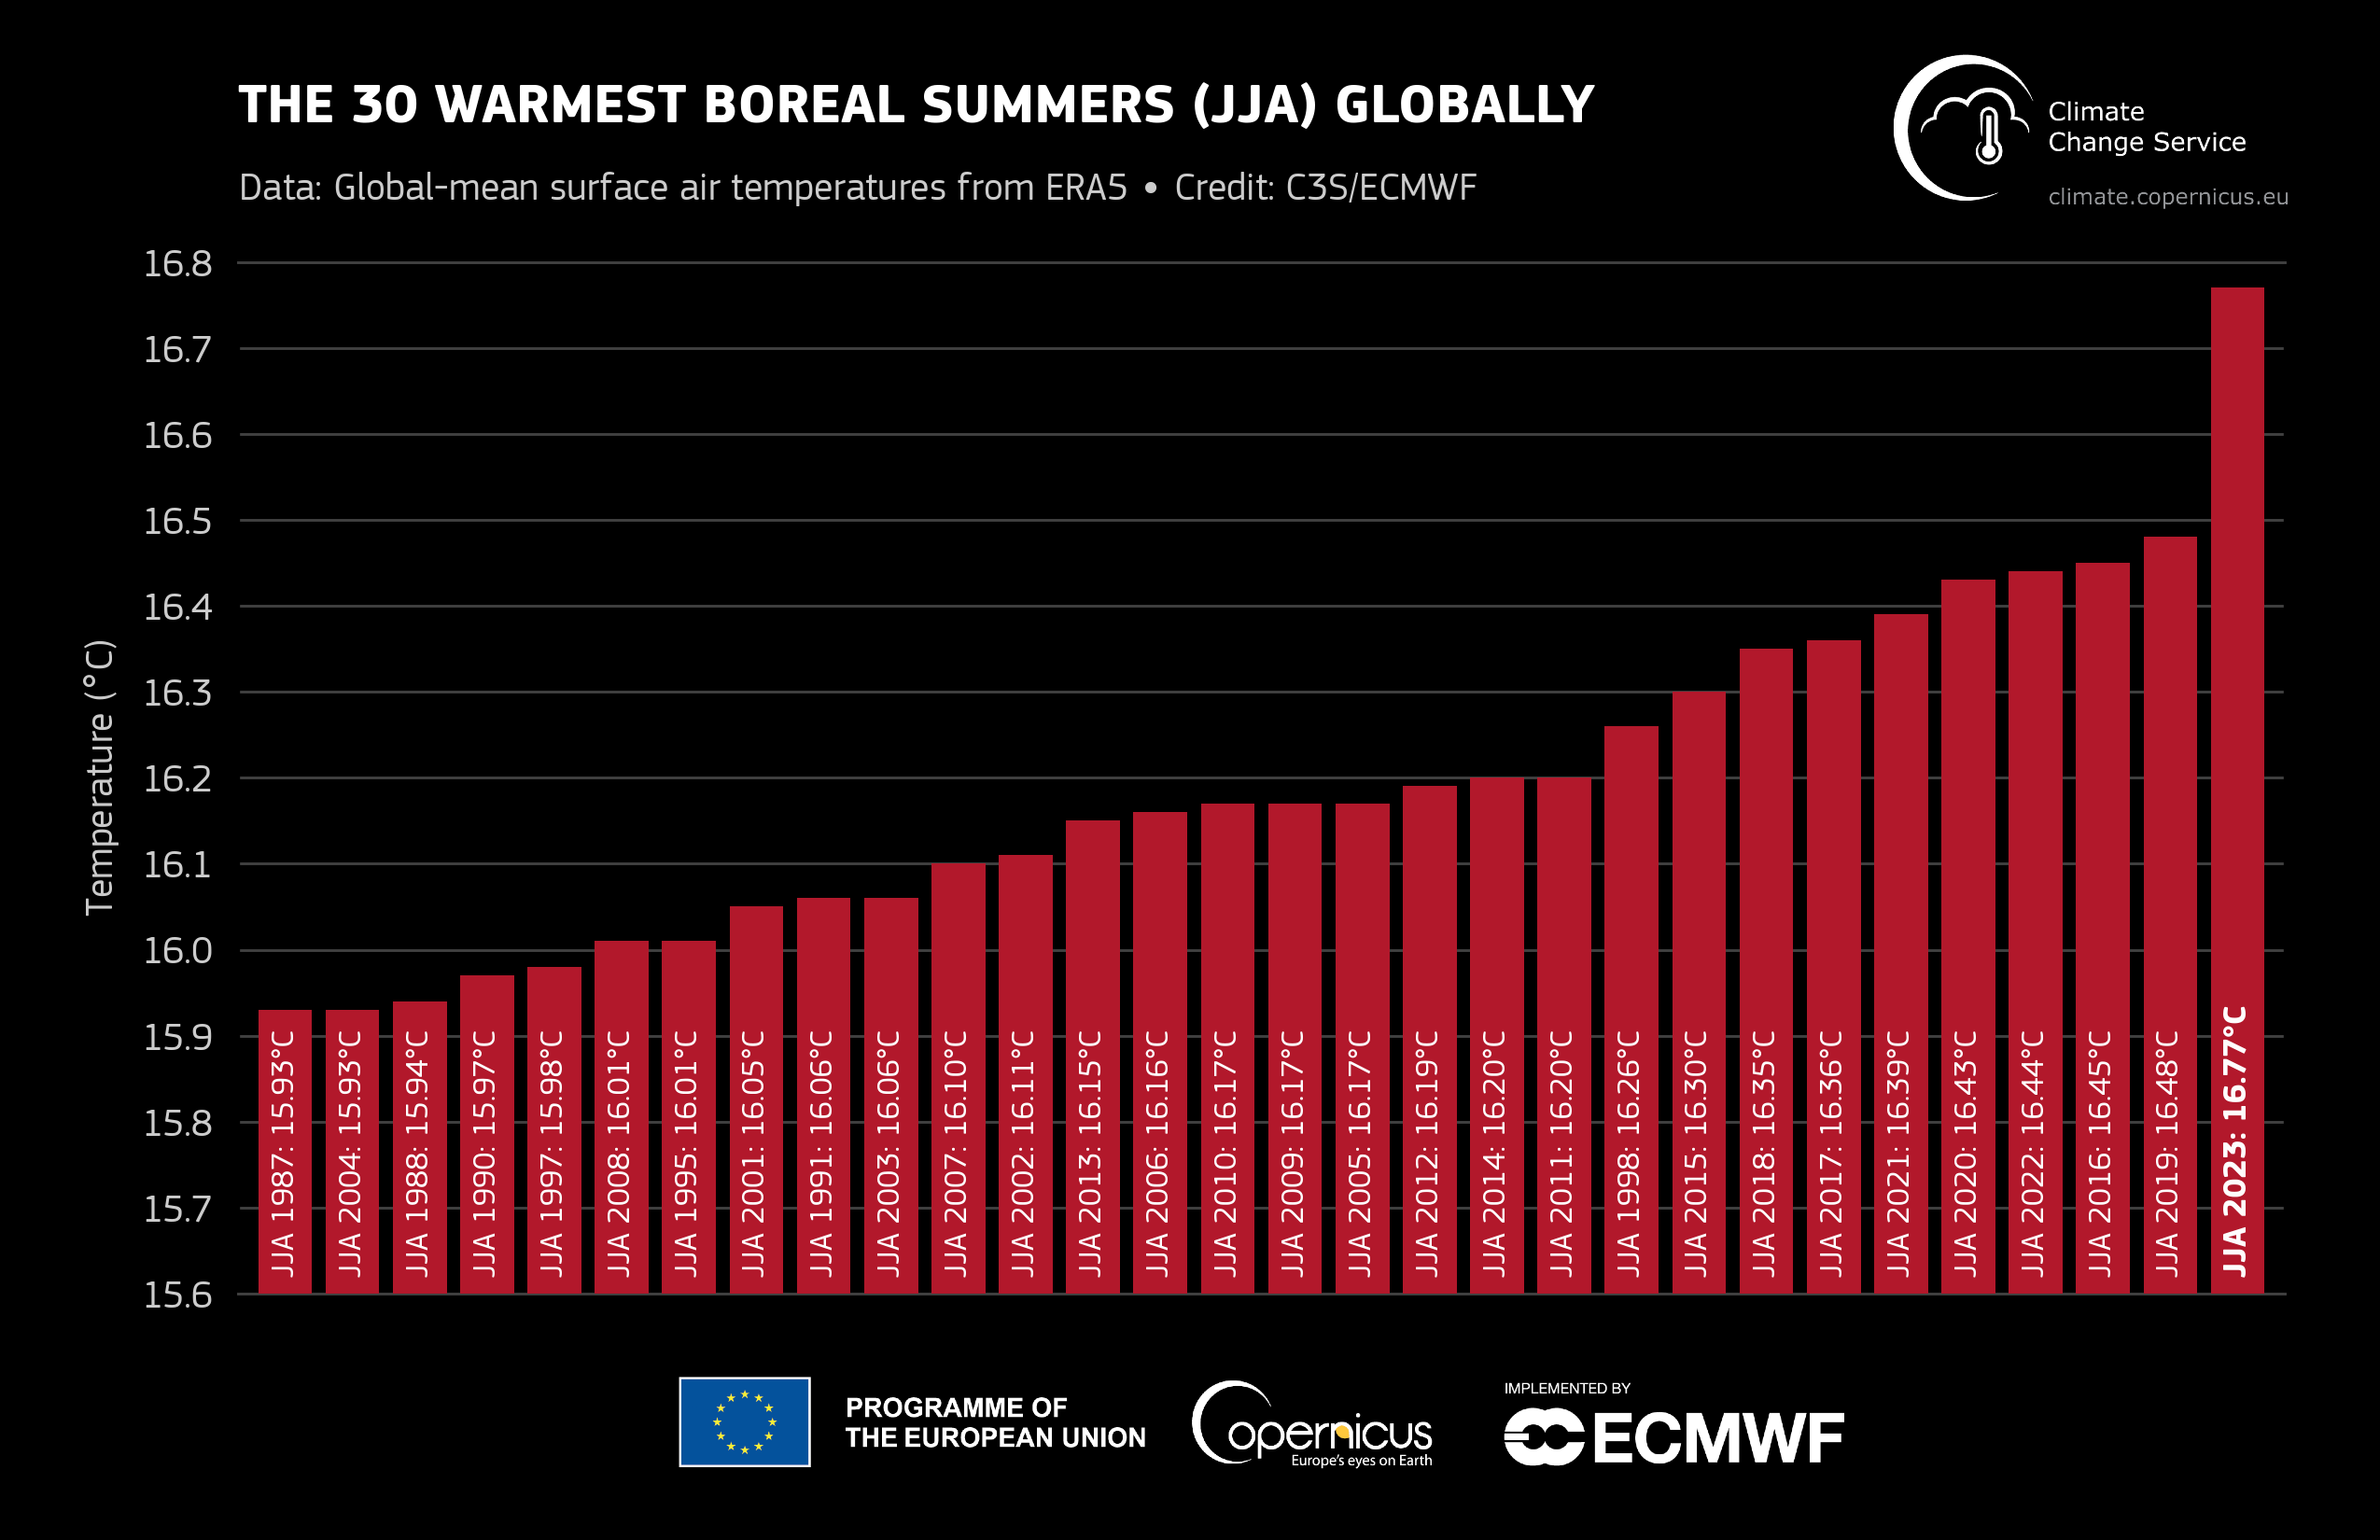 THE 30 WARMEST BOREAL SUMMERS (JJA) GLOBALLY
Data: Global-mean surface air temperatures from ERA5 • Credit: C3S/ECMWF
Climate
Change Service
climate.copernicus.eu
Temperature (°C)
16.8
16.7
16.6
16.5
16.4
16.3
16.2
16.1
16.0
15.9
15.8
15.7
15.6
JJA 1987: 15.93°C
JJA 2004: 15.93°C
JJA 1988: 15.94°C
JJA 1990: 15.97°C
JJA 1997: 15.98°C
JJA 2008: 16.01°C
JJA 1995: 16.01°C
JJA 2001: 16.05°C
JJA 1991: 16.06°C
JJA 2003: 16.06°C
JJA 2007: 16.10°C
JJA 2002: 16.11°C
JJA 2013: 16.15°C
JJA 2006: 16.16°C
JJA 2010: 16.17°C
JJA 2009: 16.17°C
JJA 2005: 16.17°C
JJA 2012: 16.19°C
JJA 2014: 16.20°C
JJA 2011: 16.20°C
JJA 1998: 16.26°C
JJA 2015: 16.30°C
JJA 2018: 16.35°C
JJA 2017: 16.36°C
JJA 2021: 16.39°C
JJA 2020: 16.43°C
JJA 2022: 16.44°C
JJA 2016: 16.45°C
JJA 2019: 16.48°C
JJA 2023: 16.77°C
PROGRAMME OF
THE EUROPEAN UNION
Copernicus
Europe's eyes on Earth
IMPLEMENTED BY
ECMWF